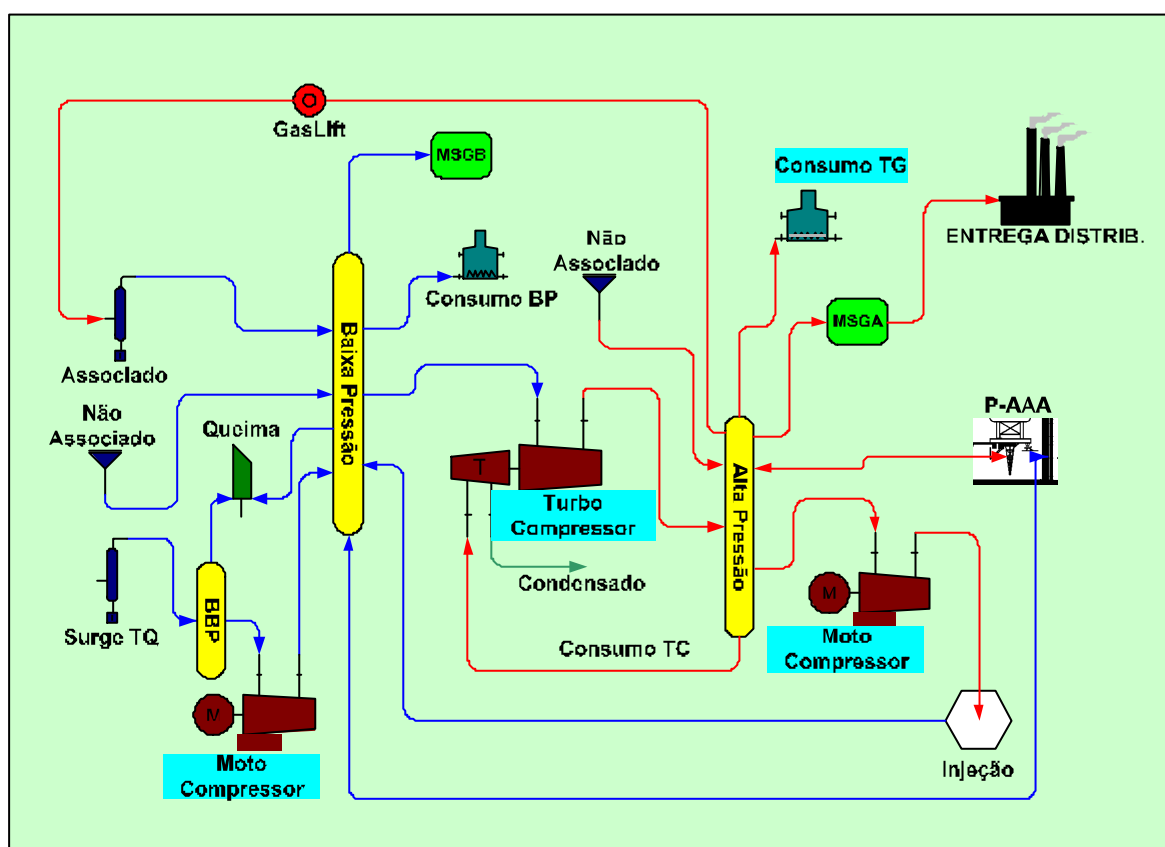 GasLift
MSGB
Consumo TG
Não
Associado
ENTREGA DISTRIB.
Consumo BP
MSGA
Baixa Pressão
Associado
Não
Associado
Queima
P-AAA
T
Turbo
Compressor
Alta Pressão
Condensado
BBP
Surge TQ
Consumo TC
M
Moto
Compressor
M
Moto
Compressor
Injeção